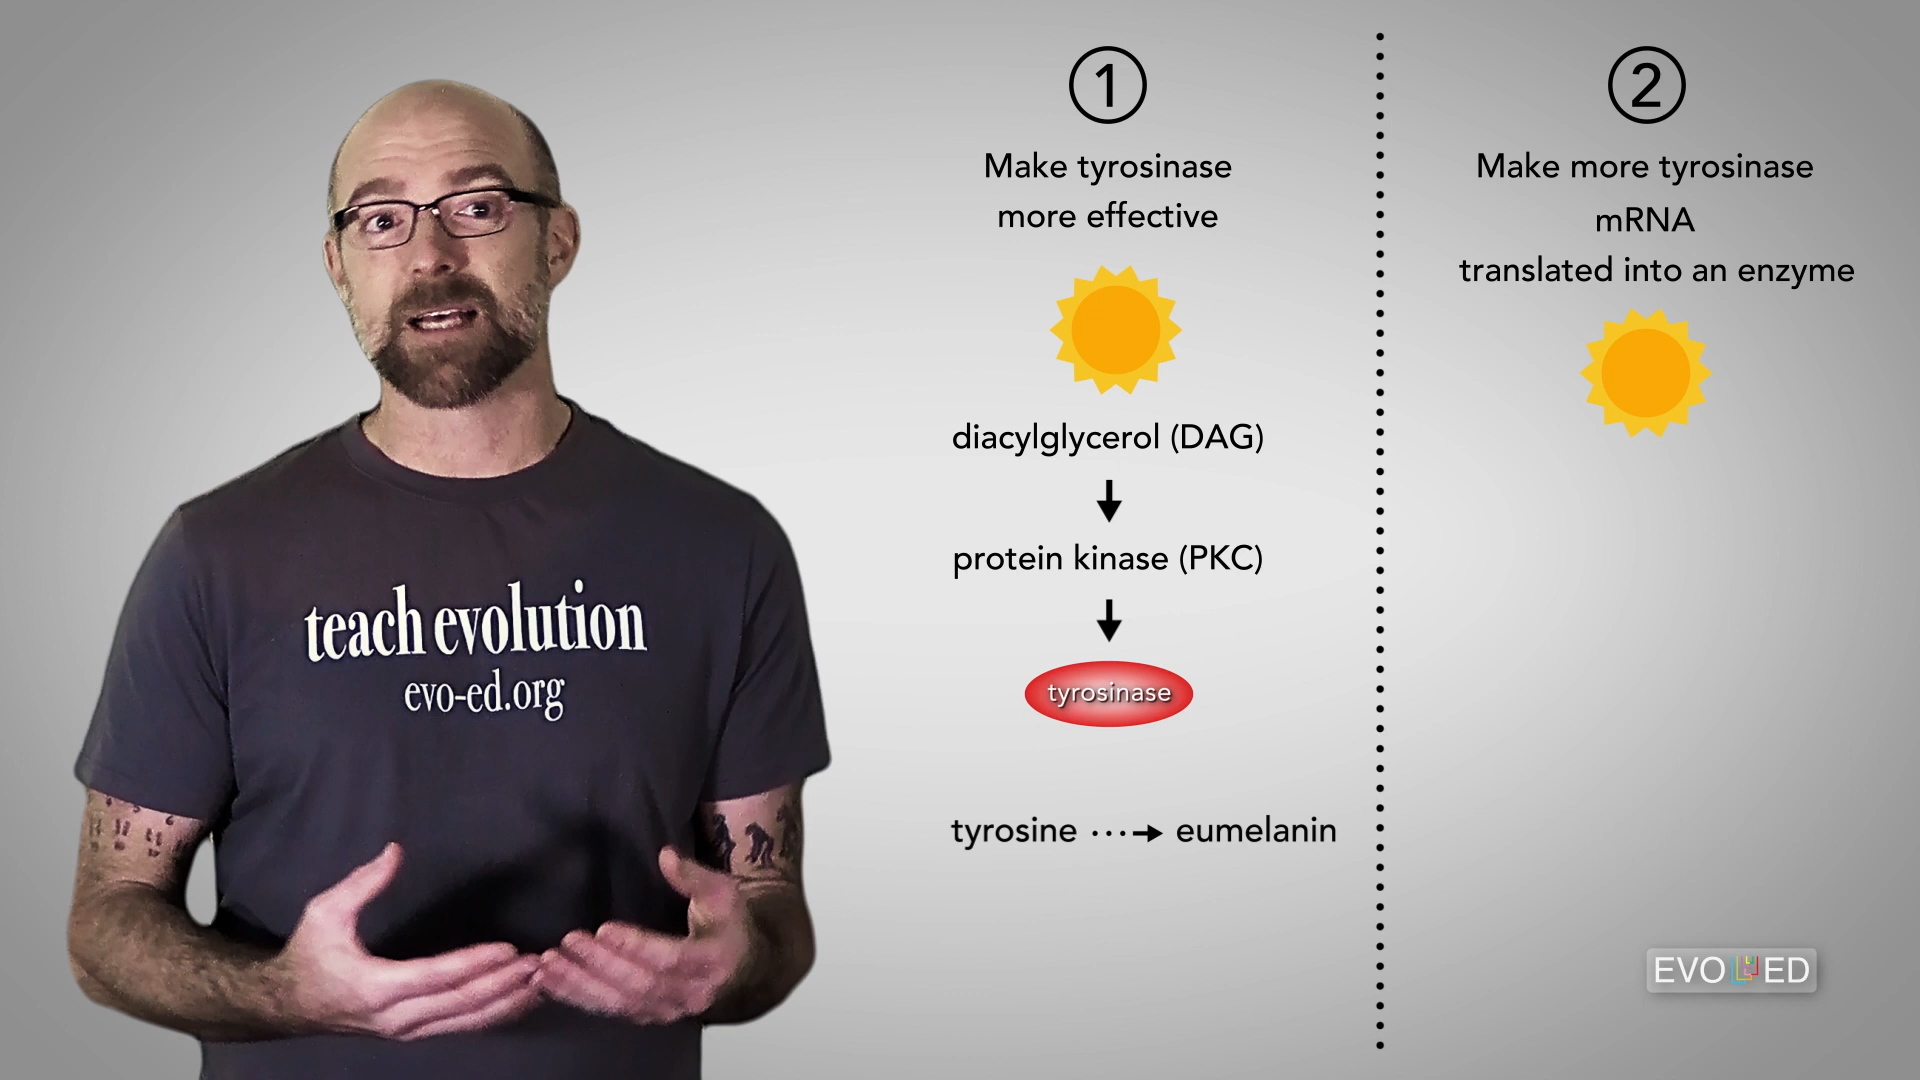 teach evolution
evo-ed.org
1
Make tyrosinase
more effective
diacylglycerol (DAG)
protein kinase (PKC)
tyrosinase
tyrosine ···→ eumelanin
2
Make more tyrosinase
mRNA
translated into an enzyme
EVO ED